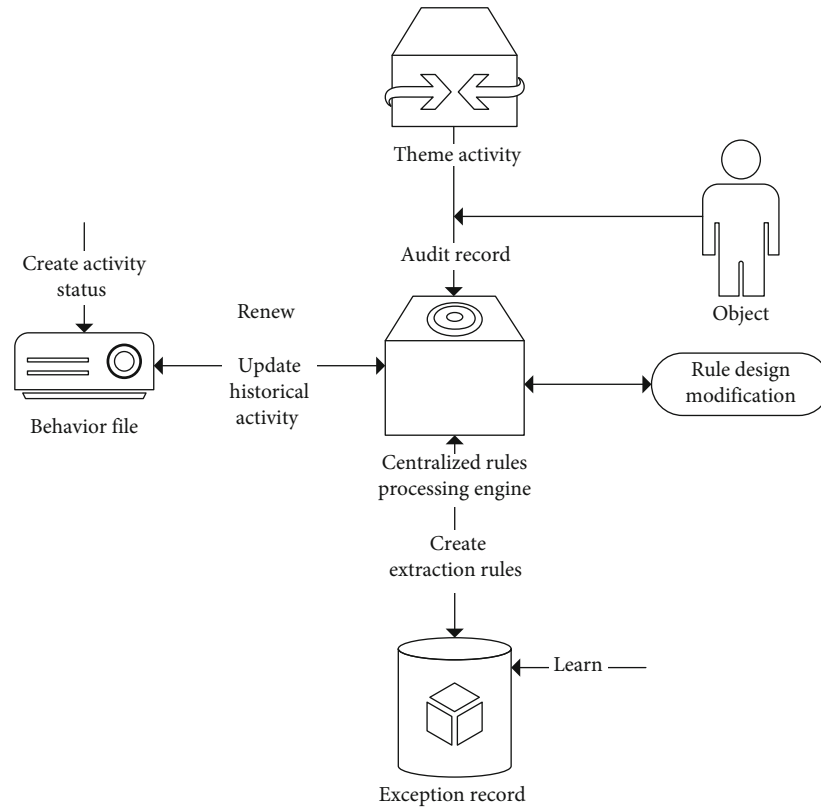 Theme activity
Audit record
Object
Create activity
status
Renew
Update
historical
activity
Behavior file
Rule design
modification
Centralized rules
processing engine
Create
extraction rules
Learn
Exception record